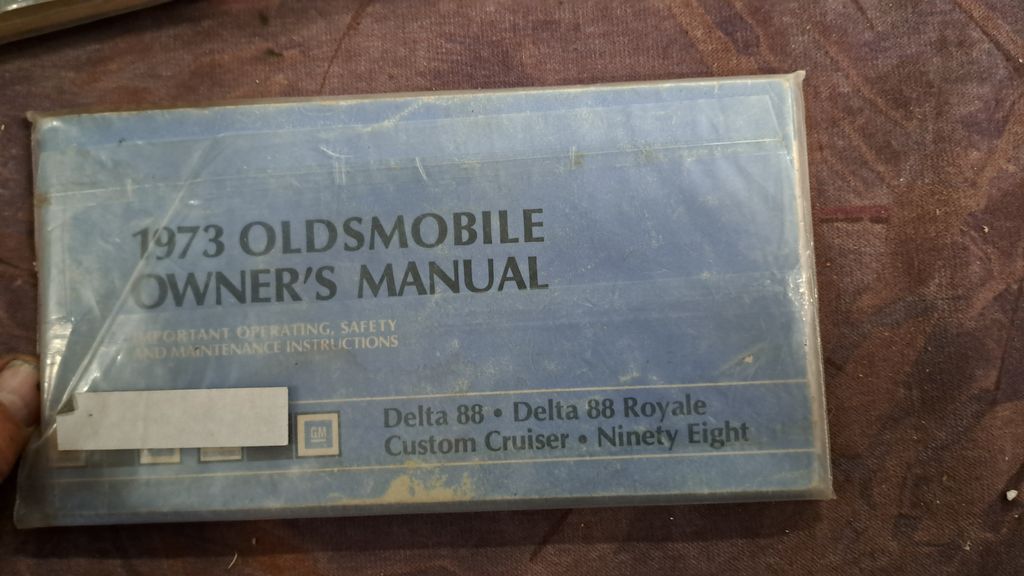 1973 OLDSMOBILE
OWNER'S MANUAL
IMPORTANT OPERATING, SAFETY
AND MAINTENANCE INSTRUCTIONS
GM
Delta 88 • Delta 88 Royale
Custom Cruiser • Ninety Eight